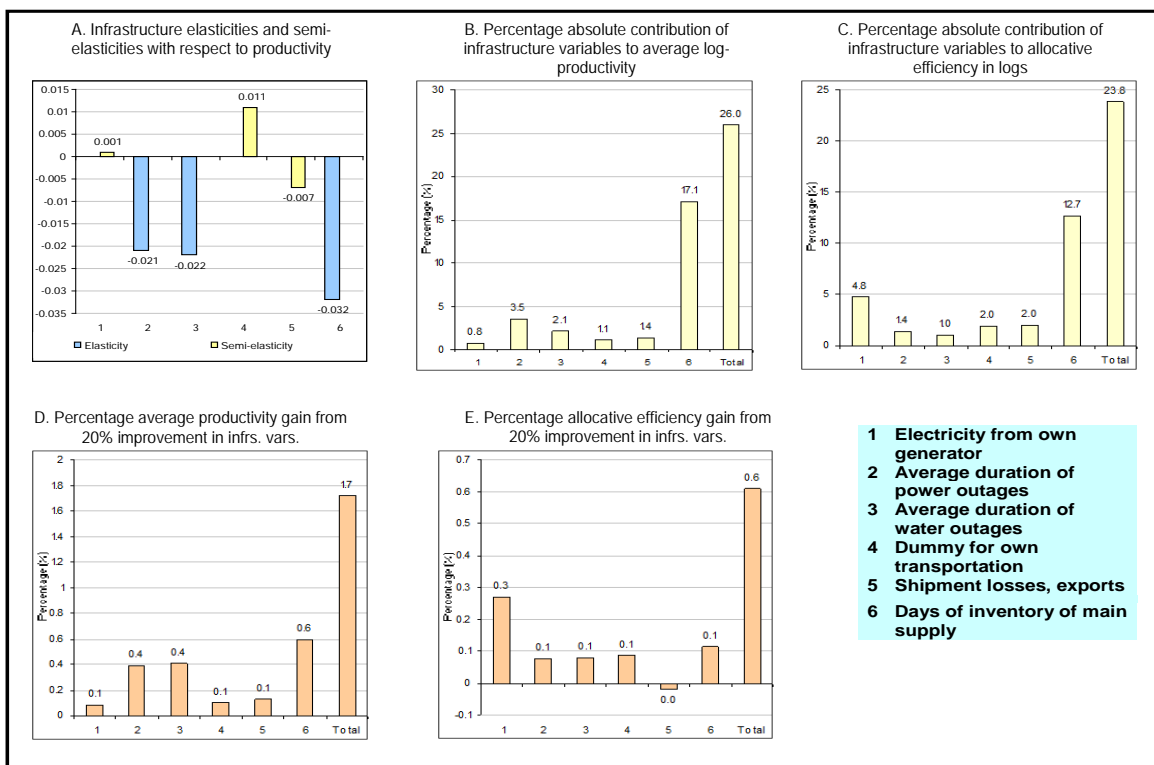 A. Infrastructure elasticities and semi-
elasticities with respect to productivity
0.015
0.01
0.005
0
-0.005
-0.01
-0.015
-0.02
-0.025
-0.03
-0.035
0.001
-0.021
-0.022
0.011
-0.007
-0.032
1 2 3 4 5 6
Elasticity Semi-elasticity
B. Percentage absolute contribution of
infrastructure variables to average log-
productivity
Percentage (%)
30
25
20
15
10
5
0
0.8
3.5
2.1
1.1
1.4
17.1
26.0
1 2 3 4 5 6 Total
C. Percentage absolute contribution of
infrastructure variables to allocative
efficiency in logs
Percentage (%)
25
20
15
10
5
0
4.8
1.4
1.0
2.0
2.0
12.7
23.8
1 2 3 4 5 6 Total
D. Percentage average productivity gain from
20% improvement in infrs. vars.
Percentage (%)
2
1.8
1.6
1.4
1.2
1
0.8
0.6
0.4
0.2
0
0.1
0.4
0.4
0.1
0.1
0.6
1.7
1 2 3 4 5 6 Total
E. Percentage allocative efficiency gain from
20% improvement in infrs. vars.
Percentage (%)
0.7
0.6
0.5
0.4
0.3
0.2
0.1
0
-0.1
0.3
0.1
0.1
0.1
0.0
0.1
0.6
1 2 3 4 5 6 Total
1 Electricity from own
generator
2 Average duration of
power outages
3 Average duration of
water outages
4 Dummy for own
transportation
5 Shipment losses, exports
6 Days of inventory of main
supply